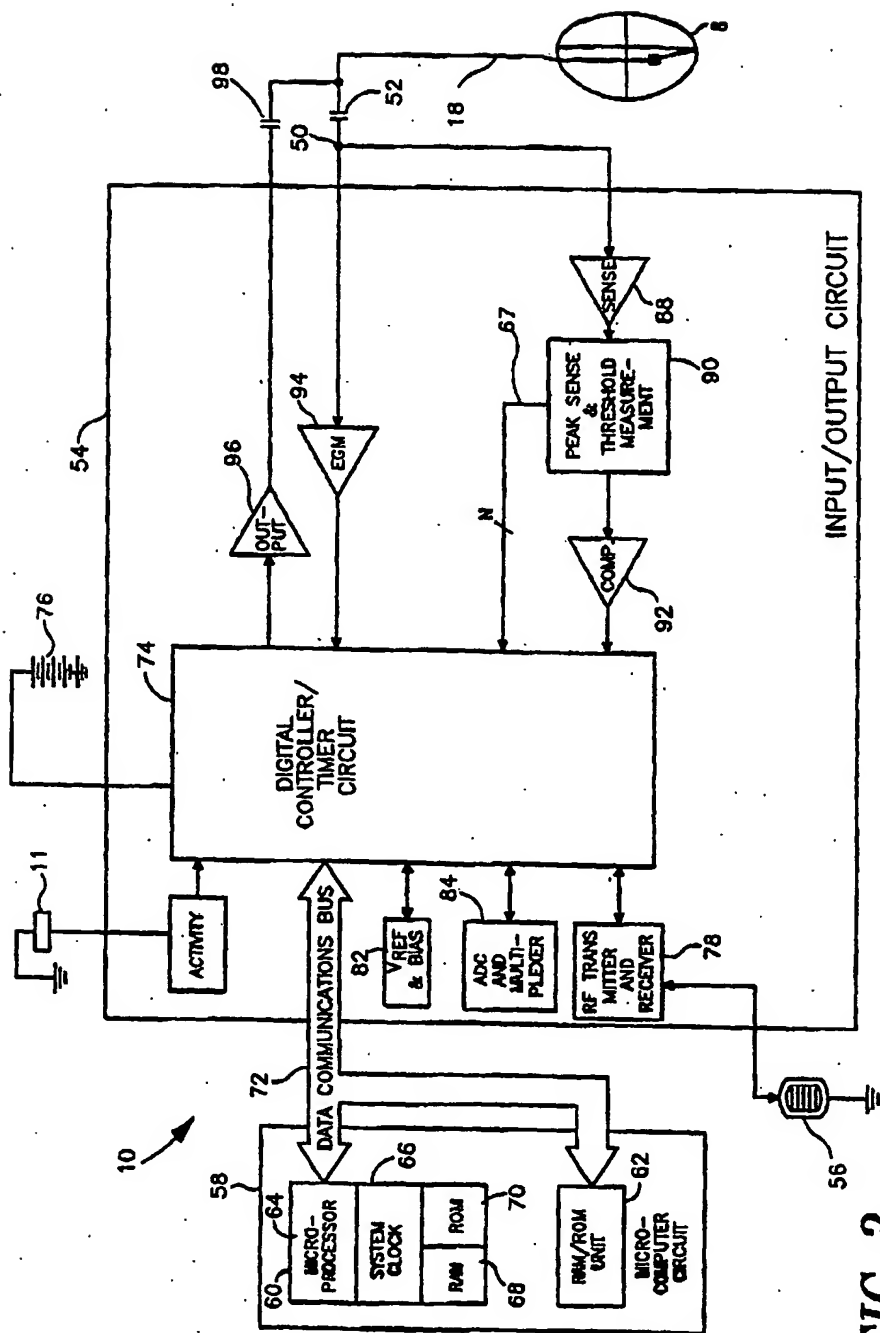 10
58
60
64
MICRO-
PROCESSOR
66
SYSTEM
CLOCK
RAM
ROM
68
70
62
RAM/ROM
UNIT
MICRO-
COMPUTER
CIRCUIT
72
DATA COMMUNICATIONS BUS
11
ACTIVITY
76
54
74
DIGITAL
CONTROLLER/
TIMER
CIRCUIT
82
VREF
& BIAS
84
ADC
AND
MULTI-
PLEXER
RF TRANS
MITTER
AND
RECEIVER
78
56
96
OUT-
PUT
94
EGM
98
50
52
18
8
SENSE
88
67
N
PEAK SENSE
&
THRESHOLD
MEASURE-
MENT
90
COMP
92
INPUT/OUTPUT CIRCUIT